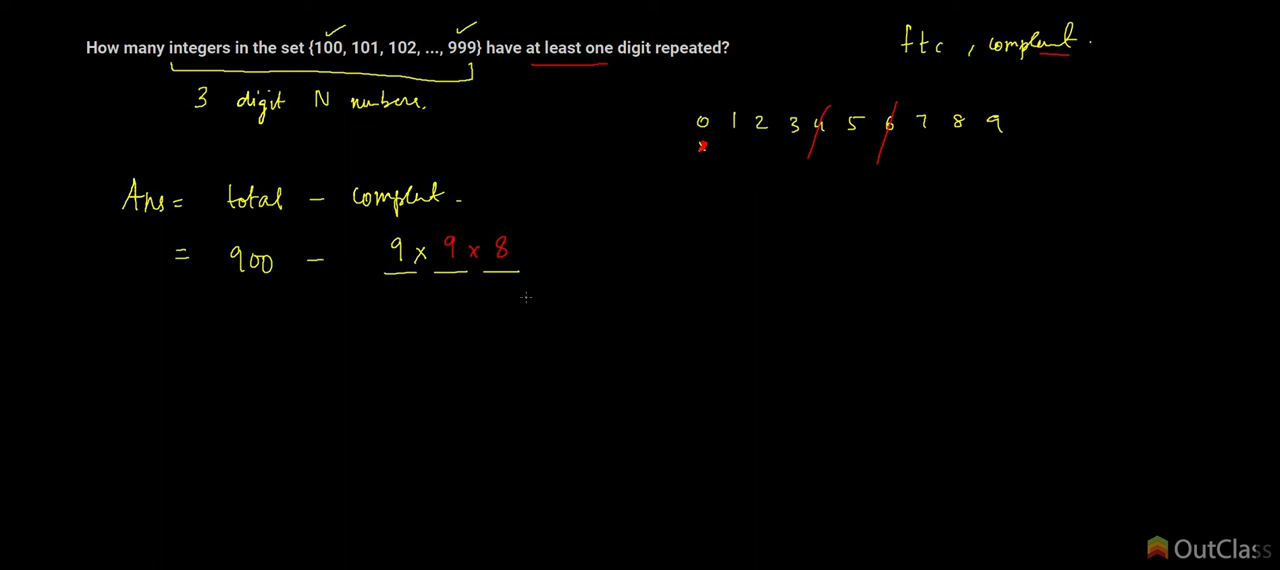 How many integers in the set {100, 101, 102, ..., 999} have at least one digit repeated?
ftc, complent.
3 digit N numbers.
0 1 2 3 4 5 6 7 8 9
x
Ans = total - complent.
= 900 - 9 x 9 x 8
OutClass